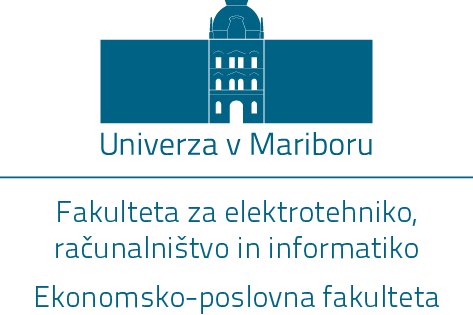 Univerza v Mariboru
Fakulteta za elektrotehniko,
računalništvo in informatiko
Ekonomsko-poslovna fakulteta